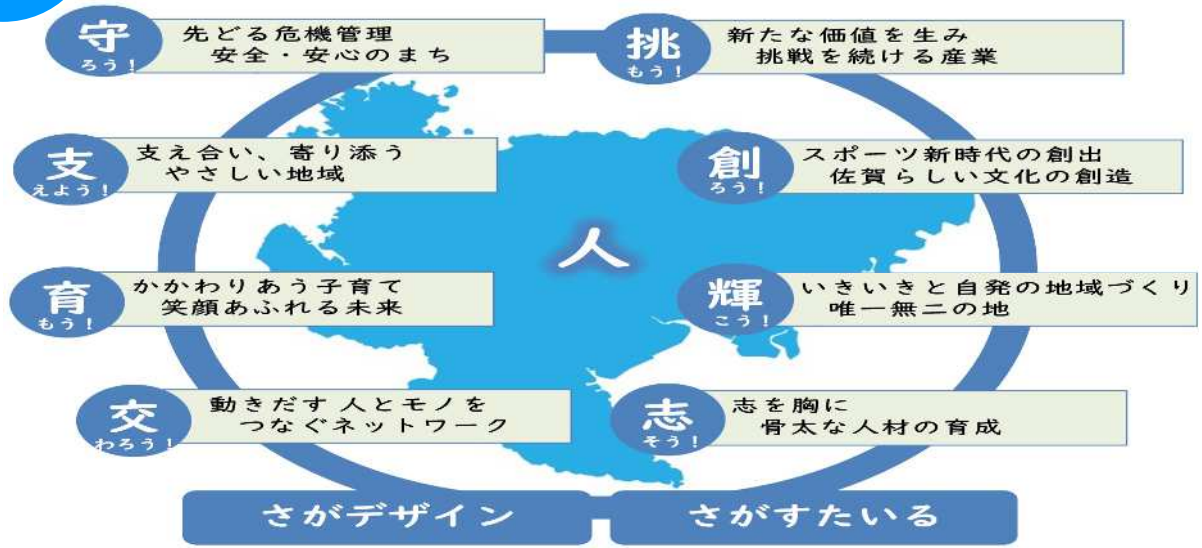 守
ろう！
先どる危機管理
安全・安心のまち
挑
もう！
新たな価値を生み
挑戦を続ける産業
支
えよう！
支え合い、寄り添う
やさしい地域
創
ろう！
スポーツ新時代の創出
佐賀らしい文化の創造
人
育
もう！
かかわりあう子育て
笑顔あふれる未来
輝
こう！
いきいきと自発の地域づくり
唯一無二の地
交
わろう！
動きだす人とモノを
つなぐネットワーク
志
そう！
志を胸に
骨太な人材の育成
さがデザイン
さがすたいる